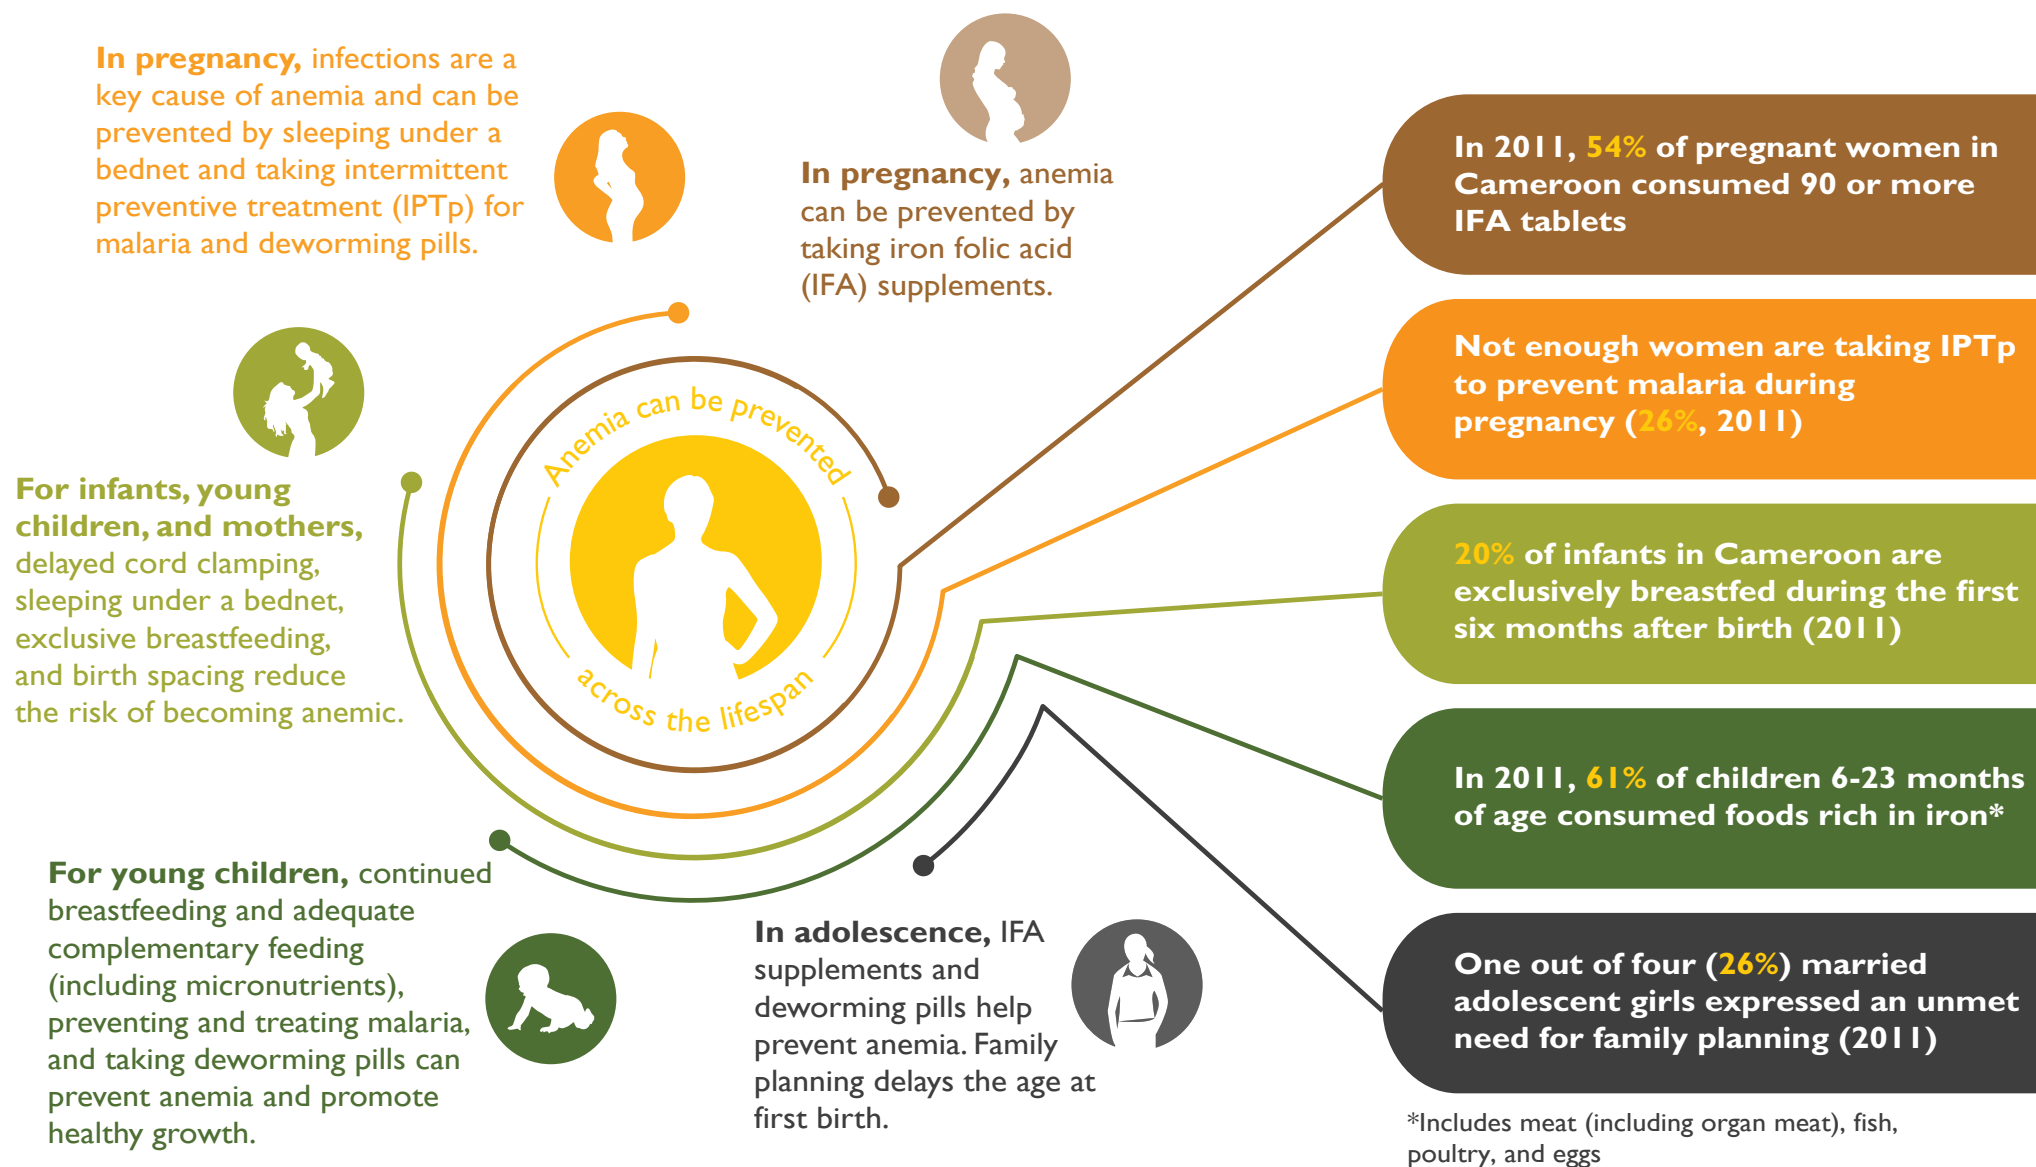 In pregnancy, infections are a
key cause of anemia and can be
prevented by sleeping under a
bednet and taking intermittent
preventive treatment (IPTp) for
malaria and deworming pills.
In pregnancy, anemia
can be prevented by
taking iron folic acid
(IFA) supplements.
For infants, young
children, and mothers,
delayed cord clamping,
sleeping under a bednet,
exclusive breastfeeding,
and birth spacing reduce
the risk of becoming anemic.
Anemia can be prevented
across the lifespan
For young children, continued
breastfeeding and adequate
complementary feeding
(including micronutrients),
preventing and treating malaria,
and taking deworming pills can
prevent anemia and promote
healthy growth.
In adolescence, IFA
supplements and
deworming pills help
prevent anemia. Family
planning delays the age at
first birth.
In 2011, 54% of pregnant women in
Cameroon consumed 90 or more
IFA tablets
Not enough women are taking IPTp
to prevent malaria during
pregnancy (26%, 2011)
20% of infants in Cameroon are
exclusively breastfed during the first
six months after birth (2011)
In 2011, 61% of children 6-23 months
of age consumed foods rich in iron*
One out of four (26%) married
adolescent girls expressed an unmet
need for family planning (2011)
*Includes meat (including organ meat), fish,
poultry, and eggs